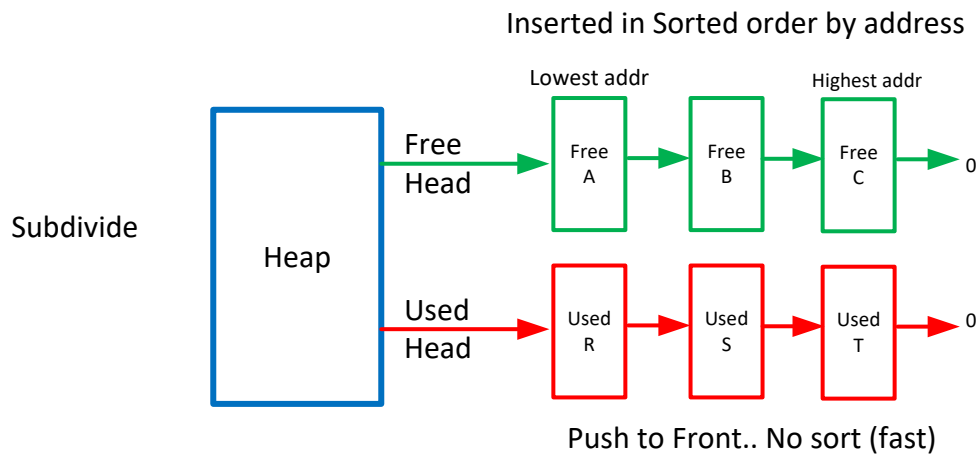 Inserted in Sorted order by address
Lowest addr
Highest addr
Free
Head
Free
A
Free
B
Free
C
0
Subdivide
Heap
Used
Head
Used
R
Used
S
Used
T
0
Push to Front.. No sort (fast)